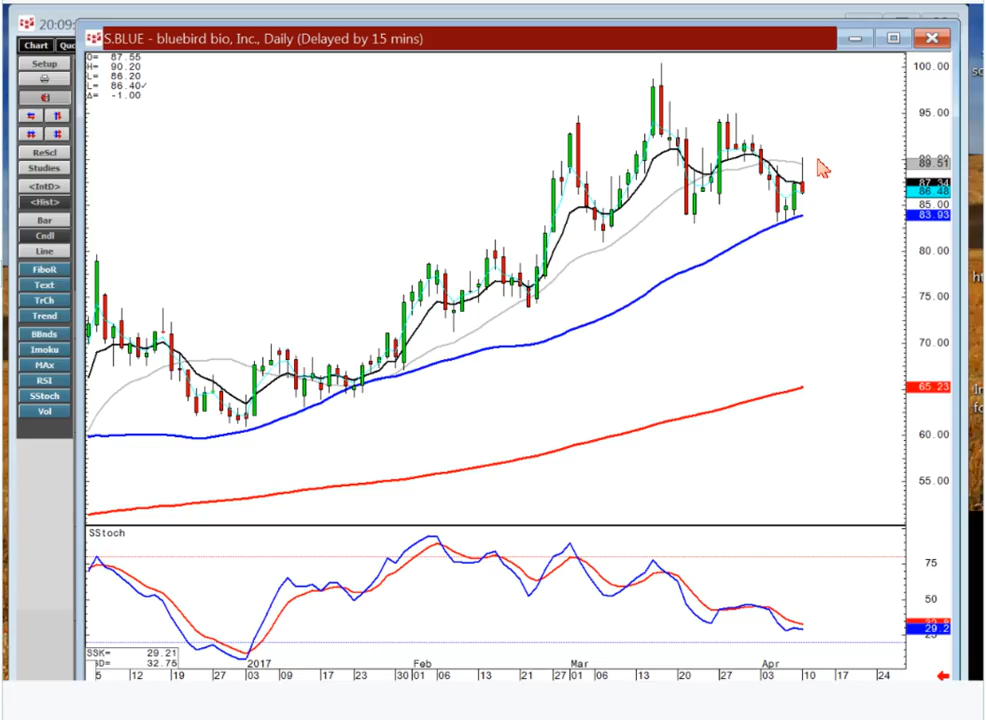 20:09:
S.BLUE - bluebird bio, Inc., Daily (Delayed by 15 mins)
Chart
Setup
ReScl
Studies
<IntD>
<Hist>
Bar
Cndl
Line
FiboR
Text
TrCh
Trend
BBnds
Imoku
MAx
RSI
SStoch
Vol
O= 87.55
H= 90.20
L= 86.20
L= 86.40✓
Δ= -1.00
100.00
95.00
89.51
87.34
86.48
85.00
83.93
80.00
75.00
70.00
65.23
60.00
55.00
SStoch
75
50
29.2
25
SSK= 29.21
SD= 32.75
2017 Feb Mar Apr
5 12 19 27 03 09 17 23 30 01 06 13 21 27 01 06 13 20 27 03 10 17 24